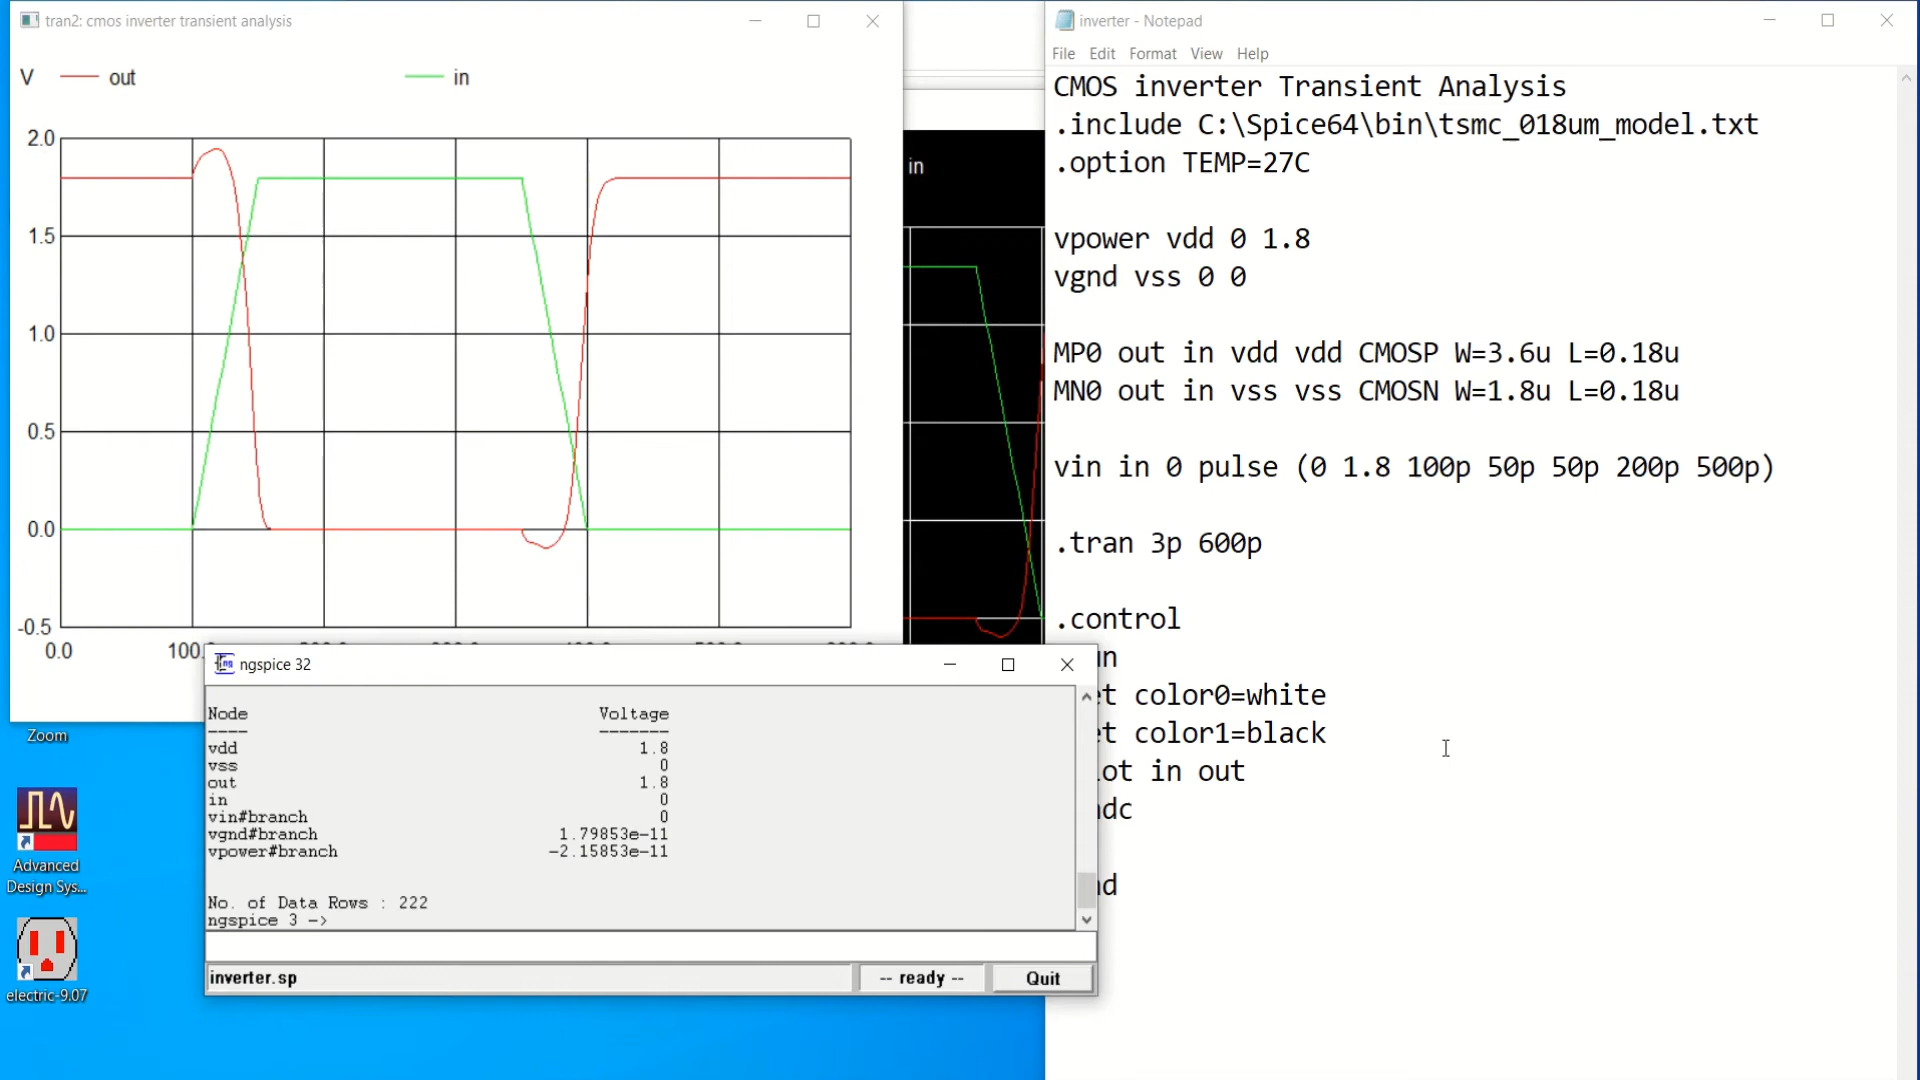 tran2: cmos inverter transient analysis
V out in
2.0
1.5
1.0
0.5
0.0
-0.5
0.0
in
inverter - Notepad
File Edit Format View Help
CMOS inverter Transient Analysis
.include C:\Spice64\bin\tsmc_018um_model.txt
.option TEMP=27C
vpower vdd 0 1.8
vgnd vss 0 0
MP0 out in vdd vdd CMOSP W=3.6u L=0.18u
MN0 out in vss vss CMOSN W=1.8u L=0.18u
vin in 0 pulse (0 1.8 100p 50p 50p 200p 500p)
.tran 3p 600p
.control
un
et color0=white
et color1=black
lot in out
ndc
nd
ngspice 32
Node Voltage
---- -------
vdd 1.8
vss 0
out 1.8
in 0
vin#branch 0
vgnd#branch 1.79853e-11
vpower#branch -2.15853e-11
No. of Data Rows : 222
ngspice 3 ->
inverter.sp
-- ready --
Quit
Zoom
Advanced
Design Sys...
electric-9.07